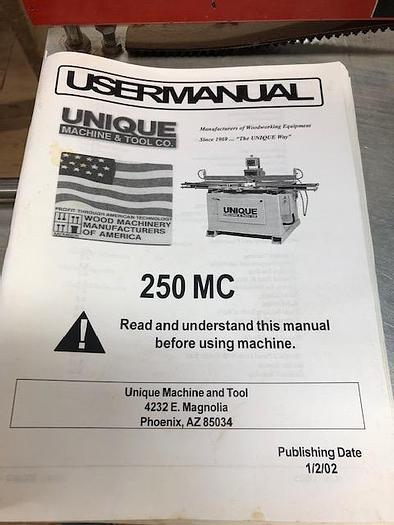 USERMANUAL
UNIQUE
MACHINE & TOOL CO.
Manufacturers of Woodworking Equipment
Since 1969 ... "The UNIQUE Way"
PROFIT THROUGH AMERICAN TECHNOLOGY
WOOD MACHINERY
MANUFACTURERS
OF AMERICA
UNIQUE
250 MC
Read and understand this manual
before using machine.
Unique Machine and Tool
4232 E. Magnolia
Phoenix, AZ 85034
Publishing Date
1/2/02